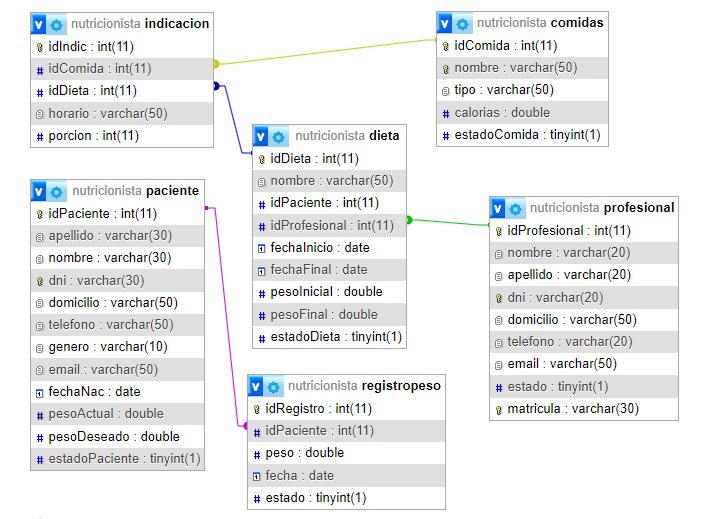 nutricionista indicacion
idIndic : int(11)
idComida : int(11)
idDieta : int(11)
horario : varchar(50)
porcion : int(11)
nutricionista comidas
idComida : int(11)
nombre : varchar(50)
tipo : varchar(50)
calorias : double
estadoComida : tinyint(1)
nutricionista dieta
idDieta : int(11)
nombre : varchar(50)
idPaciente : int(11)
idProfesional : int(11)
fechaInicio : date
fechaFinal : date
pesoInicial : double
pesoFinal : double
estadoDieta : tinyint(1)
nutricionista paciente
idPaciente : int(11)
apellido : varchar(30)
nombre : varchar(30)
dni : varchar(30)
domicilio : varchar(50)
telefono : varchar(50)
genero : varchar(10)
email : varchar(50)
fechaNac : date
pesoActual : double
pesoDeseado : double
estadoPaciente : tinyint(1)
nutricionista profesional
idProfesional : int(11)
nombre : varchar(20)
apellido : varchar(20)
dni : varchar(20)
domicilio : varchar(50)
telefono : varchar(20)
email : varchar(50)
estado : tinyint(1)
matricula : varchar(30)
nutricionista registropeso
idRegistro : int(11)
idPaciente : int(11)
peso : double
fecha : date
estado : tinyint(1)